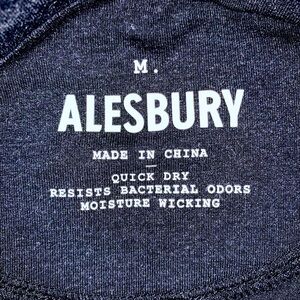 M.
ALESBURY
MADE IN CHINA
QUICK DRY
RESISTS BACTERIAL ODORS
MOISTURE WICKING